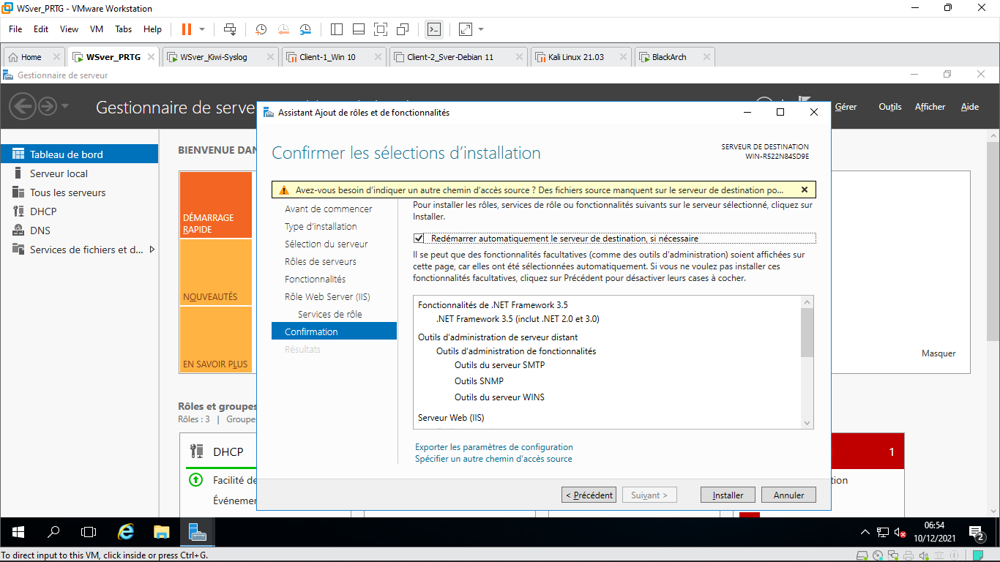 WSver_PRTG - VMware Workstation
File Edit View VM Tabs Help
Home WSver_PRTG WSver_Kiwi-Syslog Client-1_Win 10 Client-2_Sver-Debian 11 Kali Linux 21.03 BlackArch
Gestionnaire de serveur
Gestionnaire de serve
Gérer Outils Afficher Aide
Tableau de bord
Serveur local
Tous les serveurs
DHCP
DNS
Services de fichiers et d...
BIENVENUE DAN
DÉMARRAGE
RAPIDE
NOUVEAUTÉS
EN SAVOIR PLUS
Masquer
Rôles et groupes
Rôles : 3 | Groupe
DHCP
Facilité de
Événemen
1
tion
Assistant Ajout de rôles et de fonctionnalités
Confirmer les sélections d'installation
SERVEUR DE DESTINATION
WIN-R522N84SD9E
Avez-vous besoin d'indiquer un autre chemin d'accès source ? Des fichiers source manquent sur le serveur de destination po...
Avant de commencer
Type d'installation
Sélection du serveur
Rôles de serveurs
Fonctionnalités
Rôle Web Server (IIS)
Services de rôle
Confirmation
Résultats
Pour installer les rôles, services de rôle ou fonctionnalités suivants sur le serveur sélectionné, cliquez sur
Installer.
Redémarrer automatiquement le serveur de destination, si nécessaire
Il se peut que des fonctionnalités facultatives (comme des outils d'administration) soient affichées sur
cette page, car elles ont été sélectionnées automatiquement. Si vous ne voulez pas installer ces
fonctionnalités facultatives, cliquez sur Précédent pour désactiver leurs cases à cocher.
Fonctionnalités de .NET Framework 3.5
.NET Framework 3.5 (inclut .NET 2.0 et 3.0)
Outils d'administration de serveur distant
Outils d'administration de fonctionnalités
Outils du serveur SMTP
Outils SNMP
Outils du serveur WINS
Serveur Web (IIS)
Exporter les paramètres de configuration
Spécifier un autre chemin d'accès source
< Précédent Suivant > Installer Annuler
06:54
10/12/2021
2
To direct input to this VM, click inside or press Ctrl+G.